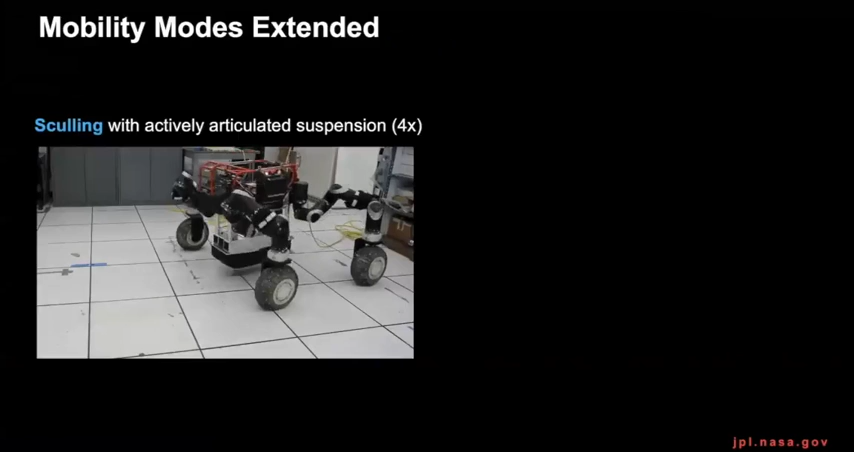 Mobility Modes Extended
Sculling with actively articulated suspension (4x)
jpl.nasa.gov